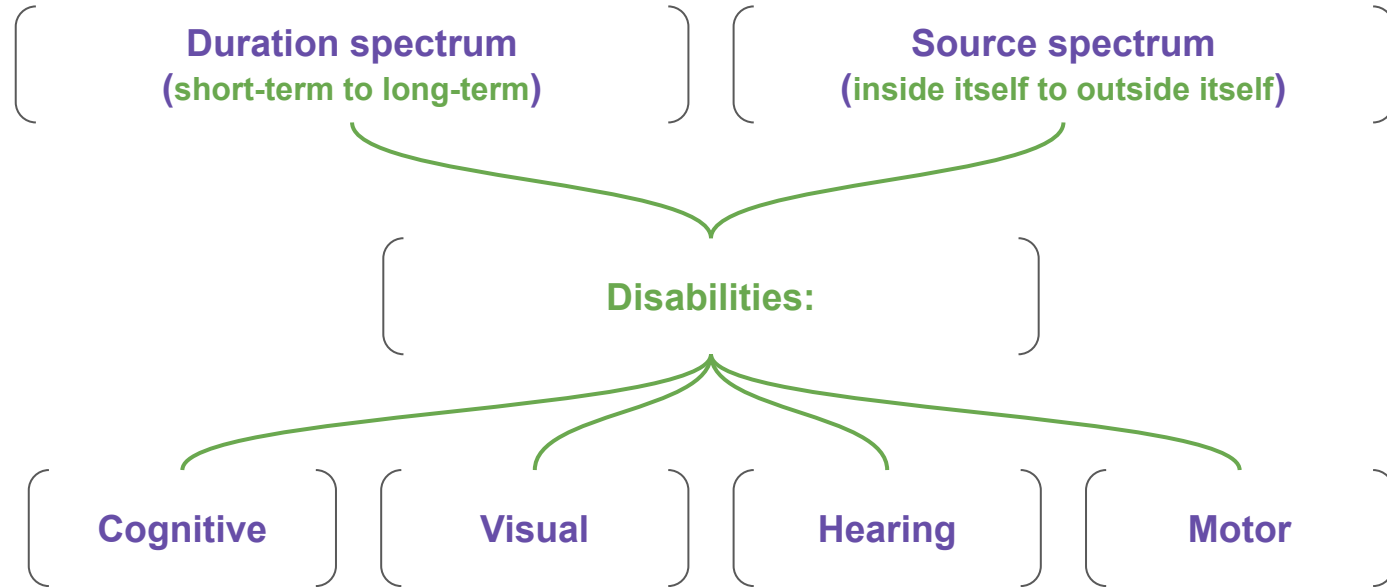 Duration spectrum
(short-term to long-term)
Source spectrum
(inside itself to outside itself)
Disabilities:
Cognitive
Visual
Hearing
Motor